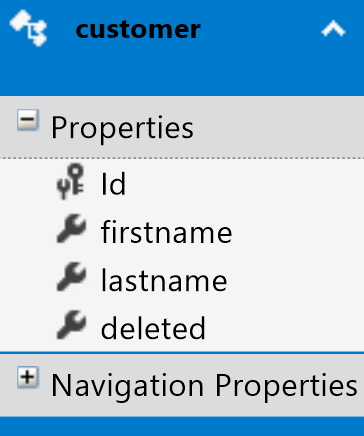 customer
Properties
Id
firstname
lastname
deleted
Navigation Properties